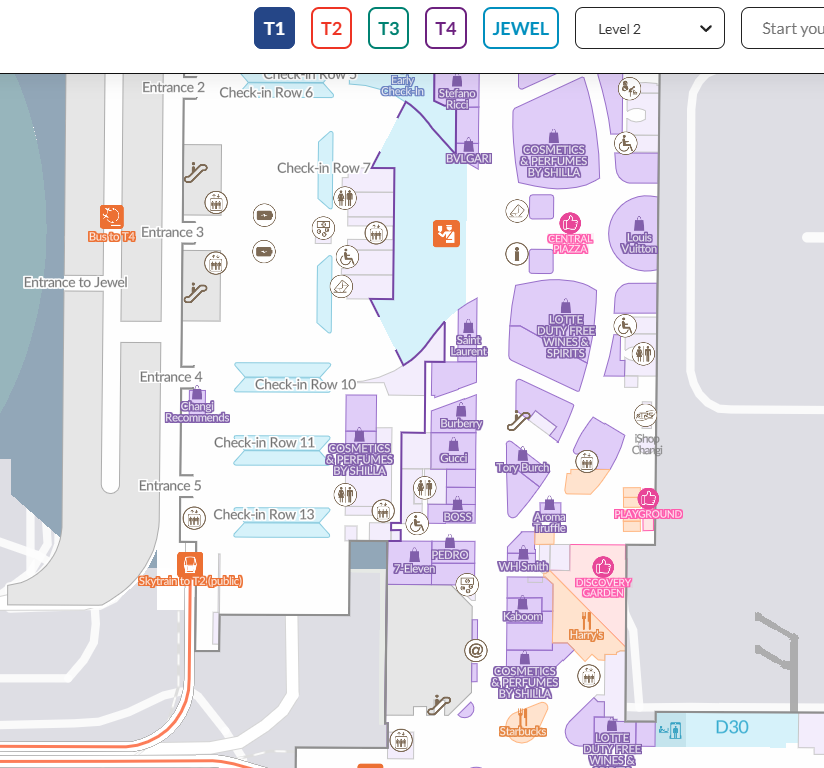 T1
T2
T3
T4
JEWEL
Level 2
Start you
Check-in Row 5
Entrance 2
Check-in Row 6
Early
Check-In
Stefano
Ricci
COSMETICS
& PERFUMES
BY SHILLA
BVLGARI
Check-in Row 7
Bus to T4
Entrance 3
CENTRAL
PIAZZA
Louis
Vuitton
i
Entrance to Jewel
LOTTE
DUTY FREE
WINES &
SPIRITS
Saint
Laurent
Entrance 4
Check-in Row 10
Changi
Recommends
Burberry
iShop
Changi
Check-in Row 11
COSMETICS
& PERFUMES
BY SHILLA
Gucci
Tory Burch
Entrance 5
Check-in Row 13
BOSS
Aroma
Truffle
PLAYGROUND
Skytrain to T2 (public)
7-Eleven
PEDRO
WH Smith
DISCOVERY
GARDEN
Kaboom
Harry's
@
COSMETICS
& PERFUMES
BY SHILLA
Starbucks
LOTTE
DUTY FREE
WINES &
D30